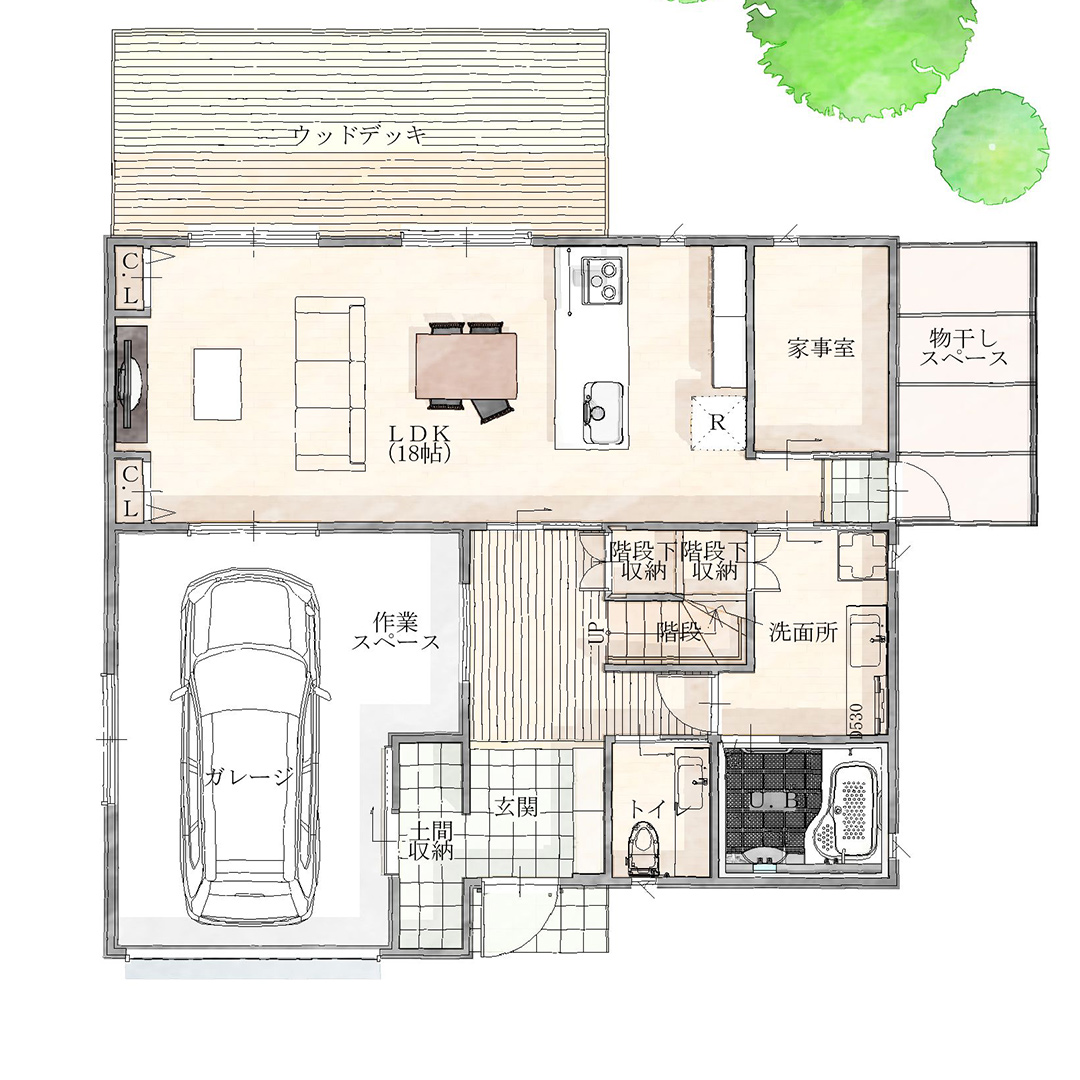 ウッドデッキ
C.L
家事室
物干し
スペース
R
LDK
(18帖)
C.L
階段下
収納
階段下
収納
作業
スペース
UP
階段
洗面所
D530
ガレージ
玄関
トイレ
UB
土間
収納